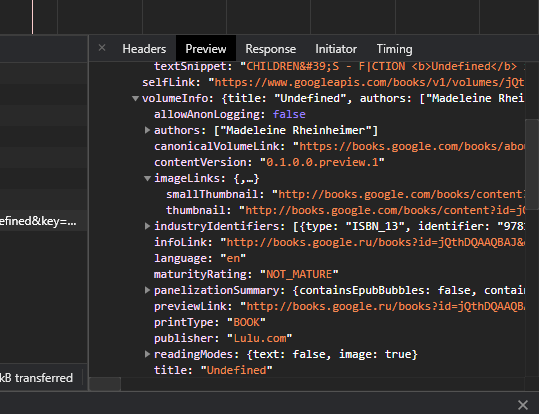 Headers Preview Response Initiator Timing
textSnippet: "CHILDREN&#39;S - F|CTION <b>Undefined</b>
selfLink: "https://www.googleapis.com/books/v1/volumes/jQt
volumeInfo: {title: "Undefined", authors: ["Madeleine Rhei
allowAnonLogging: false
authors: ["Madeleine Rheinheimer"]
canonicalVolumeLink: "https://books.google.com/books/abou
contentVersion: "0.1.0.0.preview.1"
imageLinks: {,…}
smallThumbnail: "http://books.google.com/books/content?
thumbnail: "http://books.google.com/books/content?id=jQ
efined&key=...
industryIdentifiers: [{type: "ISBN_13", identifier: "978
infoLink: "http://books.google.ru/books?id=jQthDQAAQBAJ&
language: "en"
maturityRating: "NOT_MATURE"
panelizationSummary: {containsEpubBubbles: false, contai
previewLink: "http://books.google.ru/books?id=jQthDQAAQBA
printType: "BOOK"
publisher: "Lulu.com"
readingModes: {text: false, image: true}
kB transferred
title: "Undefined"